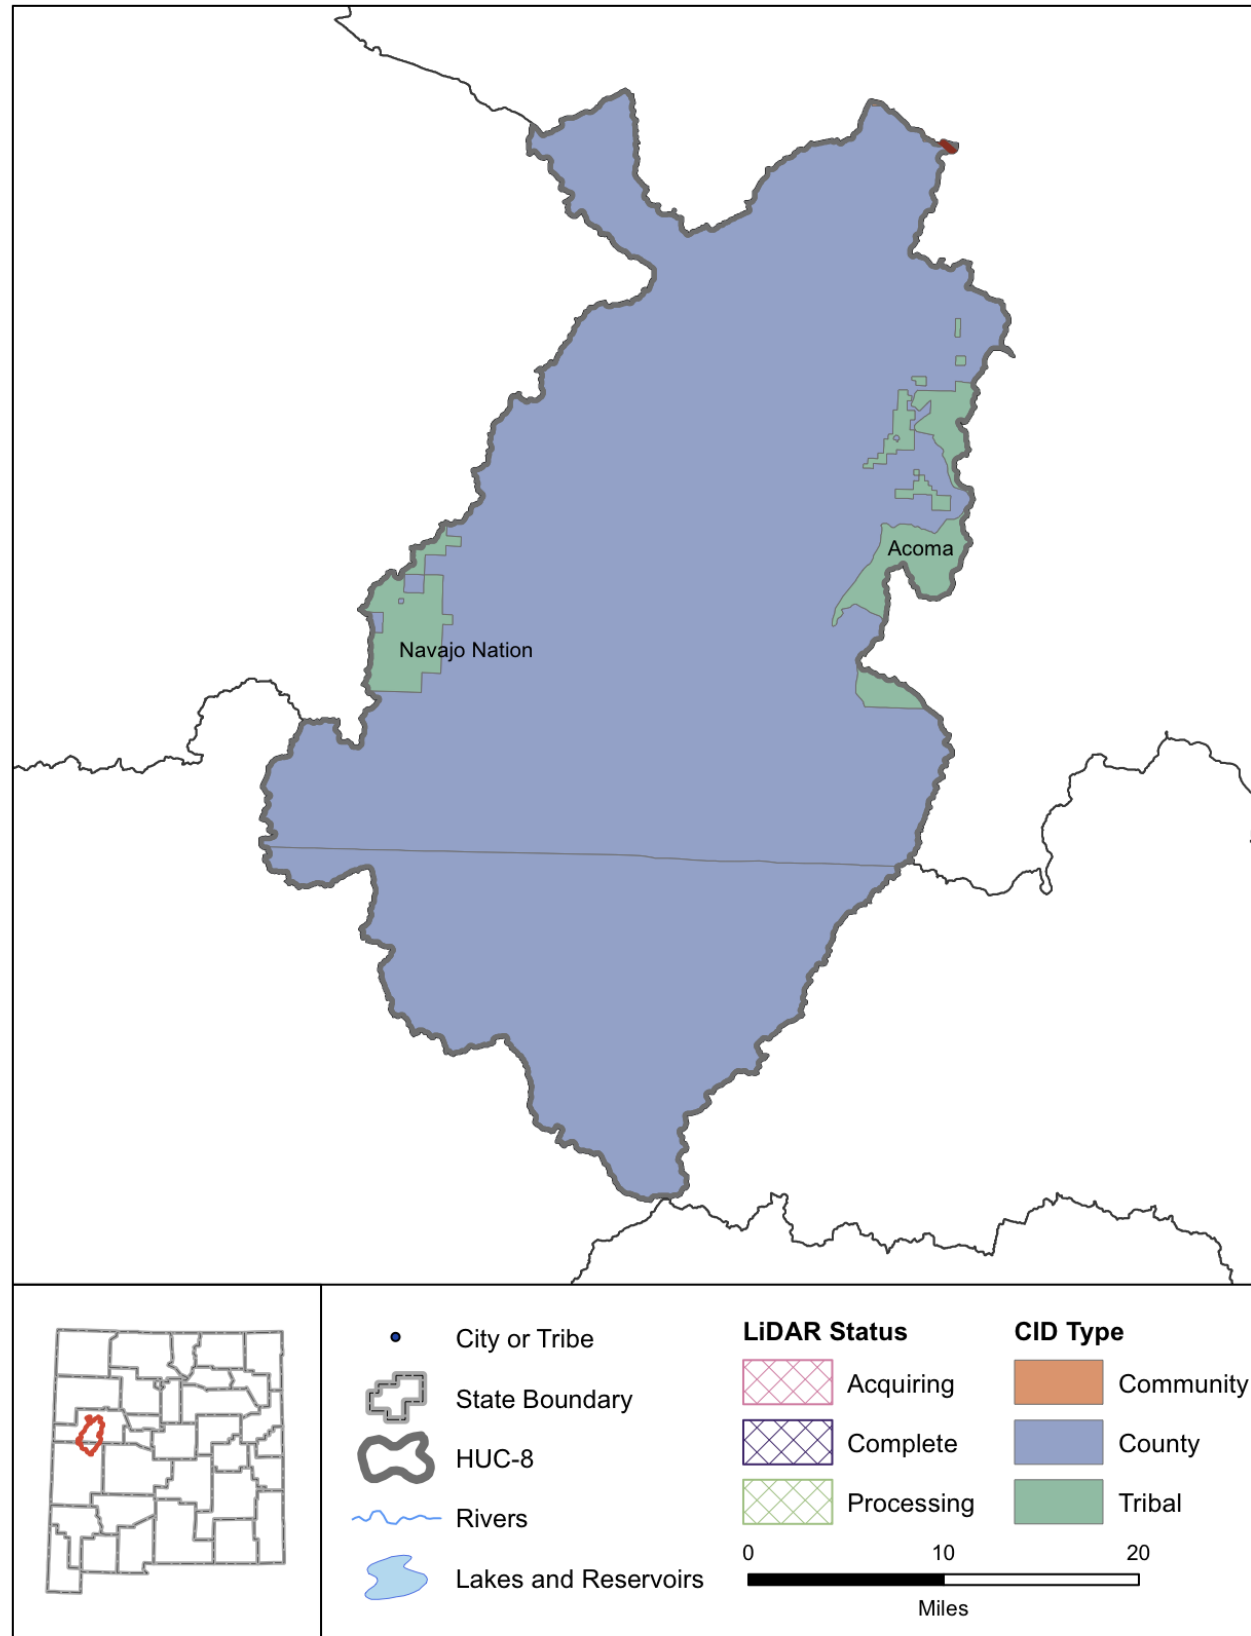 Acoma
Navajo Nation
City or Tribe
State Boundary
HUC-8
Rivers
Lakes and Reservoirs
LiDAR Status
Acquiring
Complete
Processing
CID Type
Community
County
Tribal
0 10 20
Miles